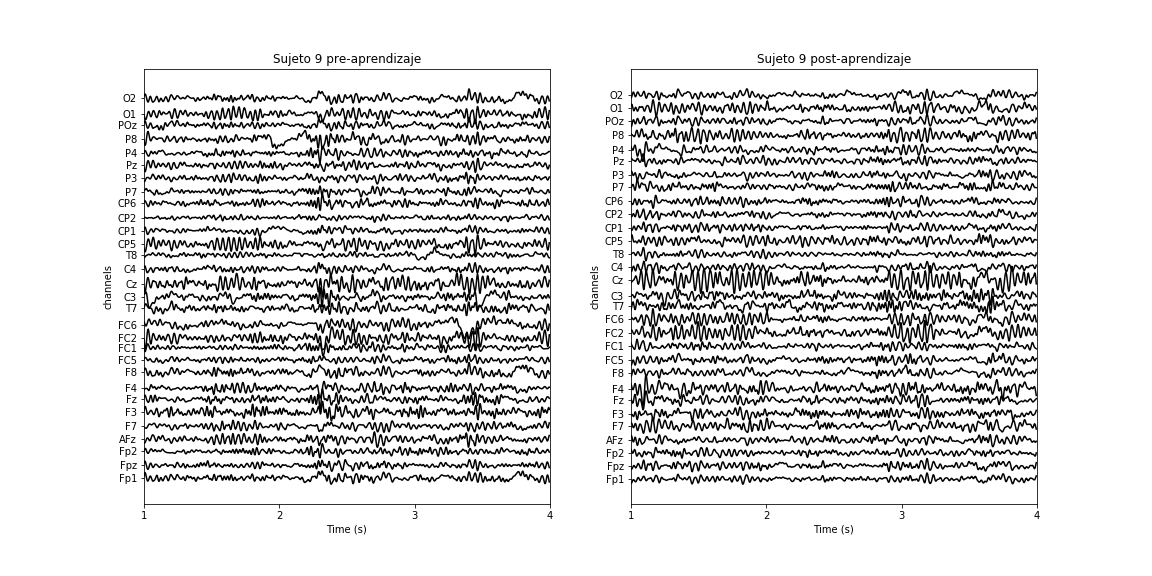 Sujeto 9 pre-aprendizaje
O2
O1
POz
P8
P4
Pz
P3
P7
CP6
CP2
CP1
CP5
T8
C4
Cz
C3
T7
FC6
FC2
FC1
FC5
F8
F4
Fz
F3
F7
AFz
Fp2
Fpz
Fp1
channels
1 2 3 4
Time (s)
Sujeto 9 post-aprendizaje
O2
O1
POz
P8
P4
Pz
P3
P7
CP6
CP2
CP1
CP5
T8
C4
Cz
C3
T7
FC6
FC2
FC1
FC5
F8
F4
Fz
F3
F7
AFz
Fp2
Fpz
Fp1
channels
1 2 3 4
Time (s)